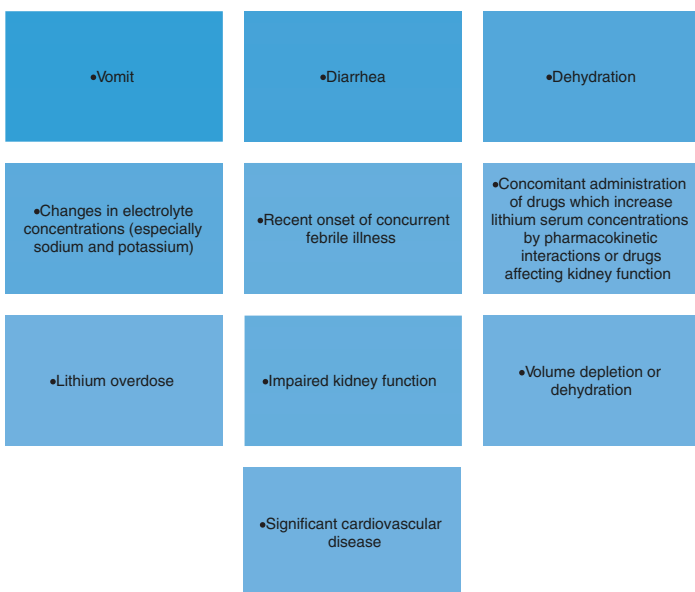 •Vomit
•Diarrhea
•Dehydration
•Changes in electrolyte
concentrations (especially
sodium and potassium)
•Recent onset of concurrent
febrile illness
•Concomitant administration
of drugs which increase
lithium serum concentrations
by pharmacokinetic
interactions or drugs
affecting kidney function
•Lithium overdose
•Impaired kidney function
•Volume depletion or
dehydration
•Significant cardiovascular
disease